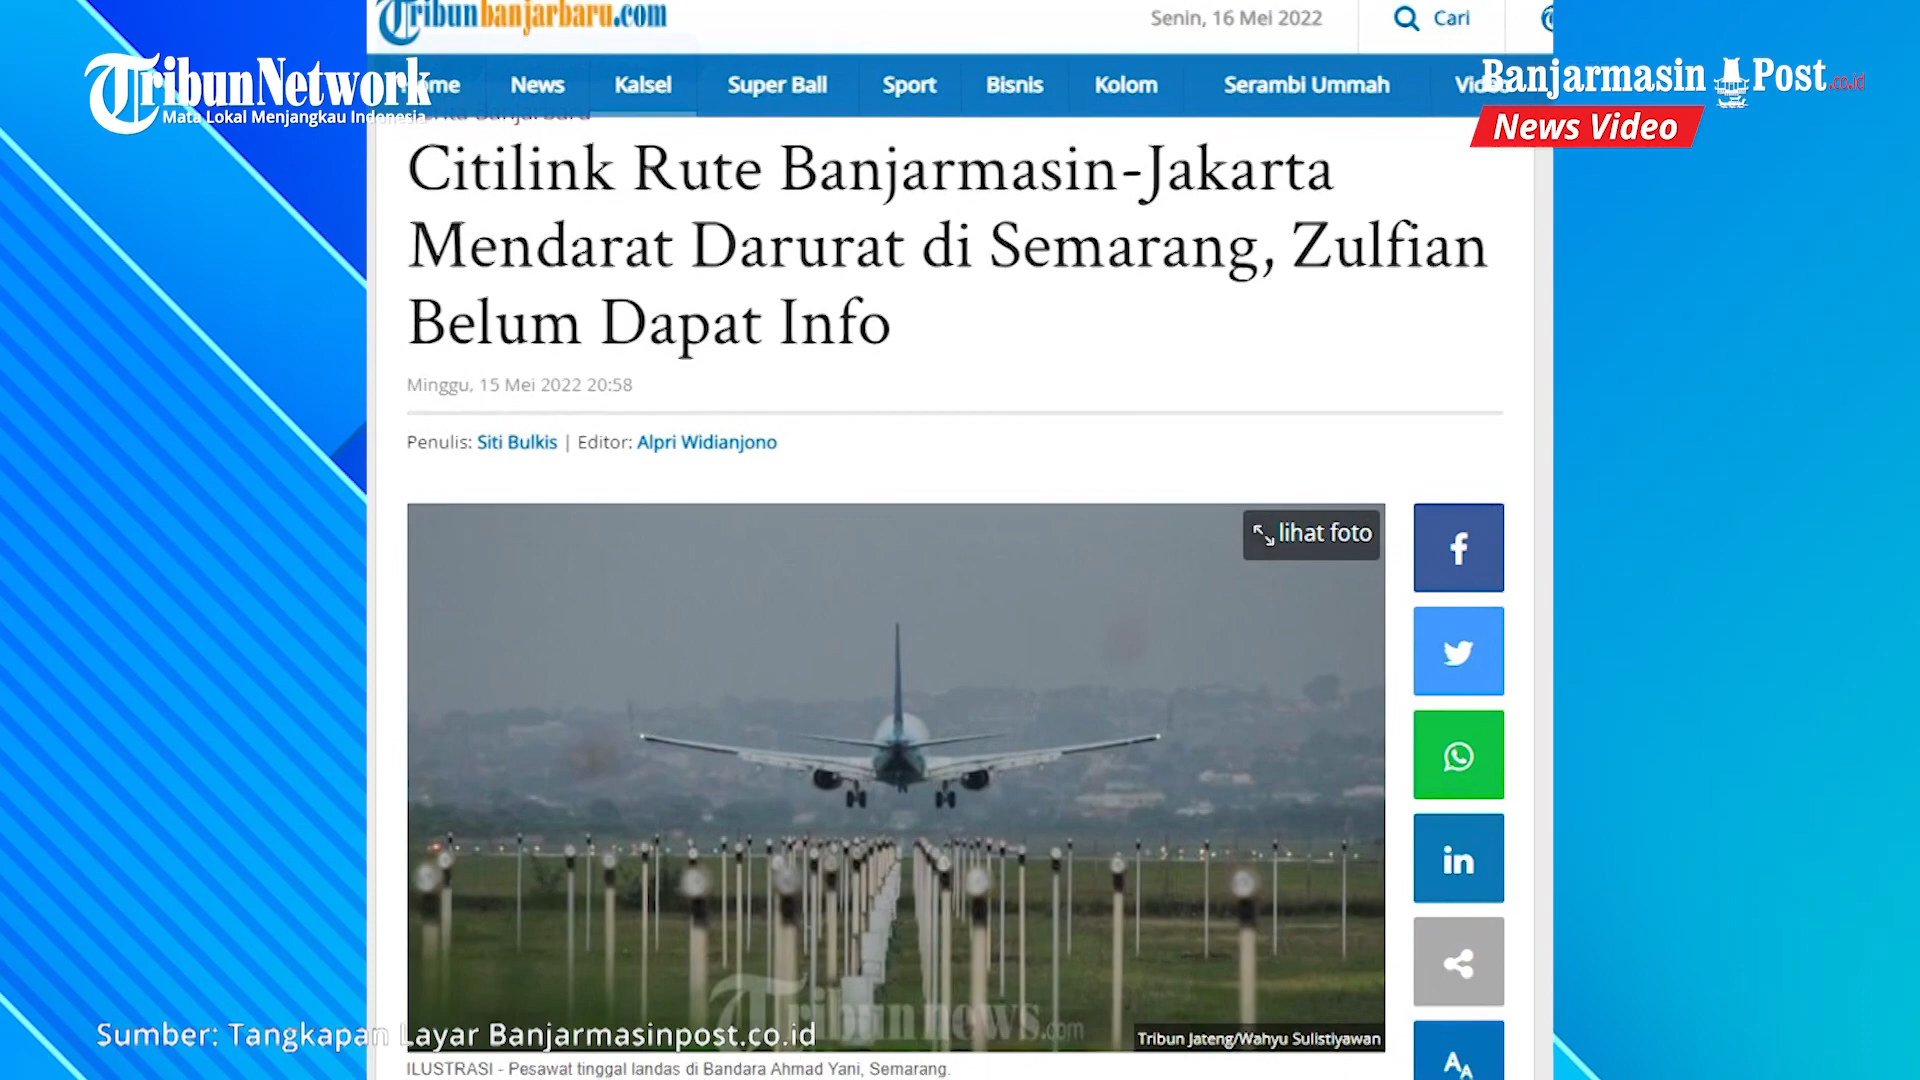 Tribunbanjarbaru.com
Senin, 16 Mei 2022
Cari
TribunNetwork
Mata Lokal Menjangkau Indonesia
News
Kalsel
Super Ball
Sport
Bisnis
Kolom
Serambi Ummah
Banjarmasin Post.co.id
News Video
Citilink Rute Banjarmasin-Jakarta
Mendarat Darurat di Semarang, Zulfian
Belum Dapat Info
Minggu, 15 Mei 2022 20:58
Penulis: Siti Bulkis | Editor: Alpri Widianjono
lihat foto
Tribunnews.com
Tribun Jateng/Wahyu Sulistiyawan
Sumber: Tangkapan Layar Banjarmasinpost.co.id
ILUSTRASI - Pesawat tinggal landas di Bandara Ahmad Yani, Semarang.
AA